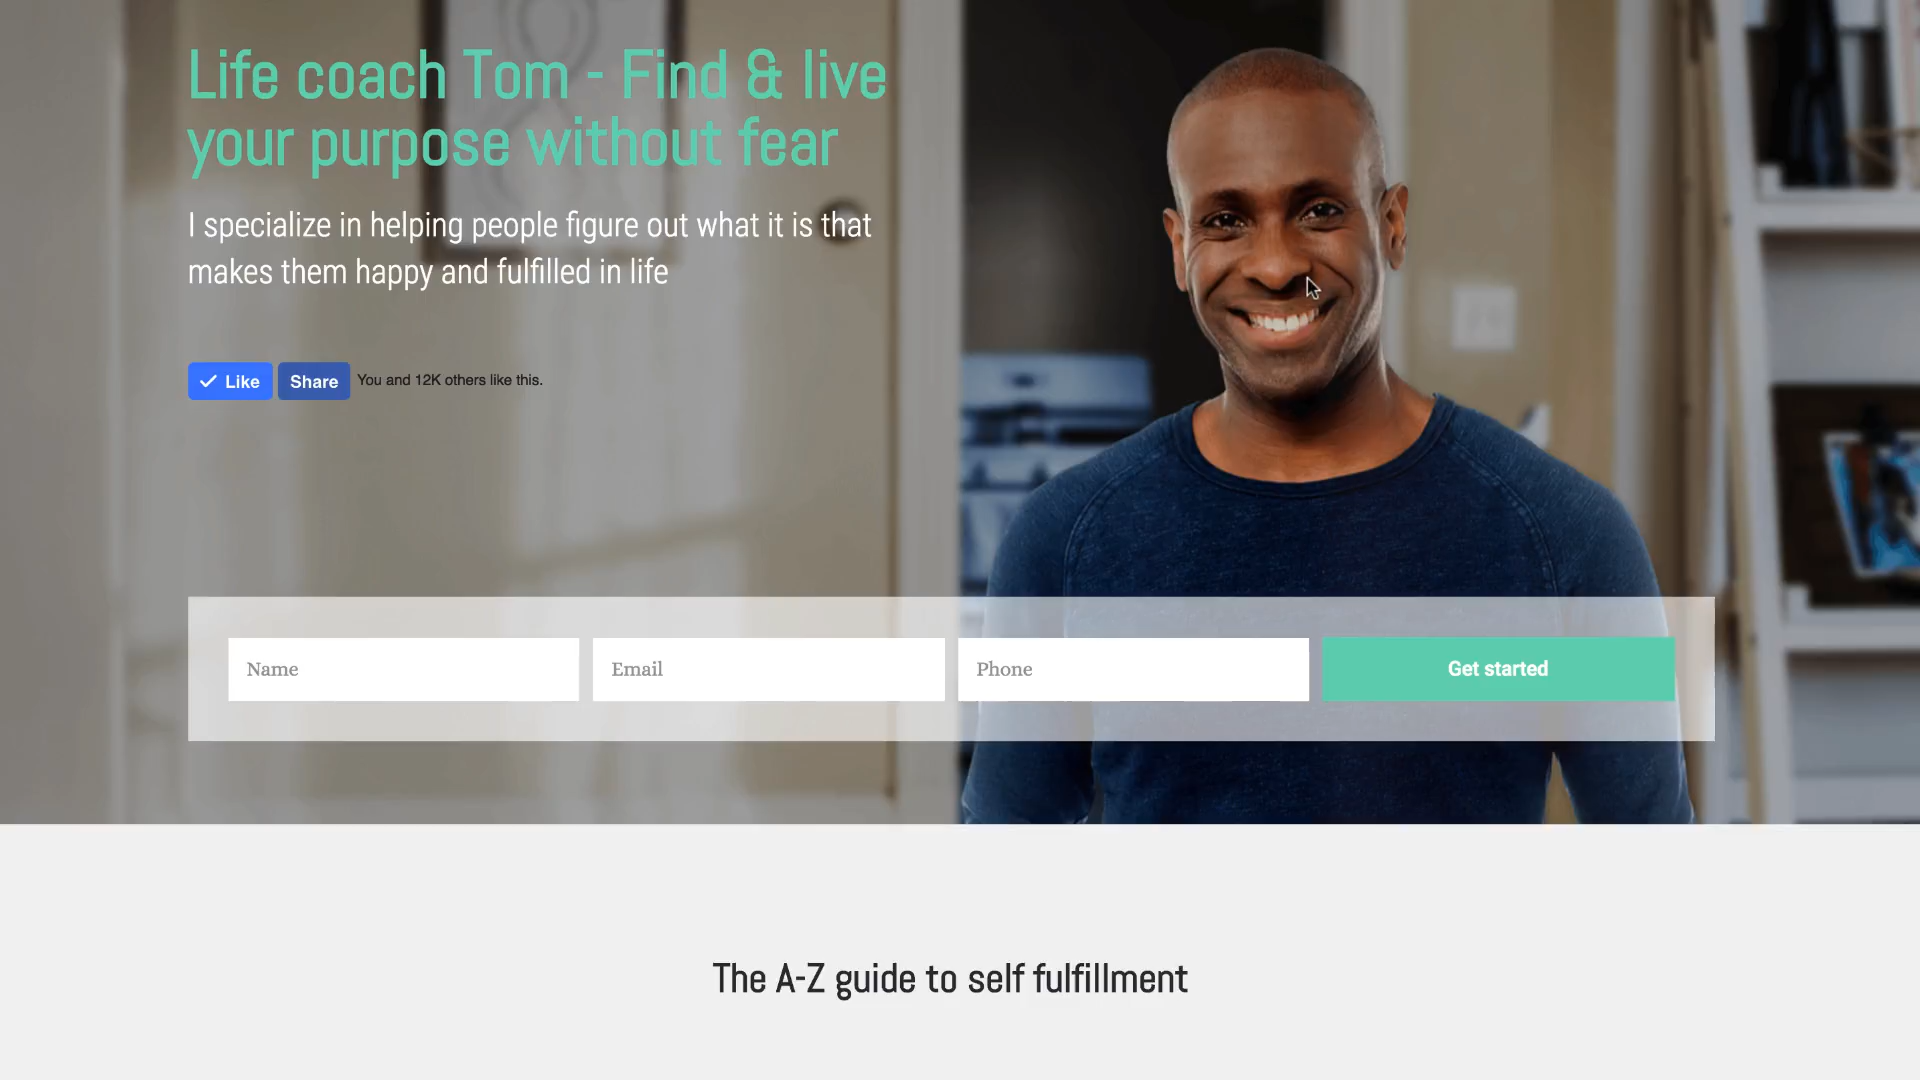 Life coach Tom - Find & live
your purpose without fear
I specialize in helping people figure out what it is that
makes them happy and fulfilled in life
Like Share You and 12K others like this.
Name Email Phone Get started
The A-Z guide to self fulfillment